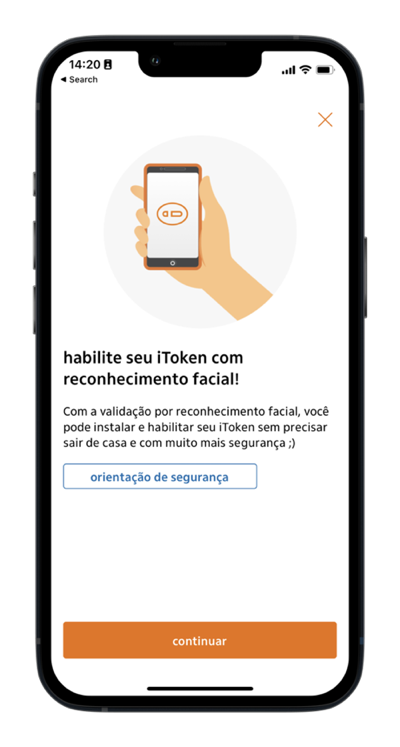 14:20
◀ Search
habilite seu iToken com
reconhecimento facial!
Com a validação por reconhecimento facial, você
pode instalar e habilitar seu iToken sem precisar
sair de casa e com muito mais segurança ;)
orientação de segurança
continuar